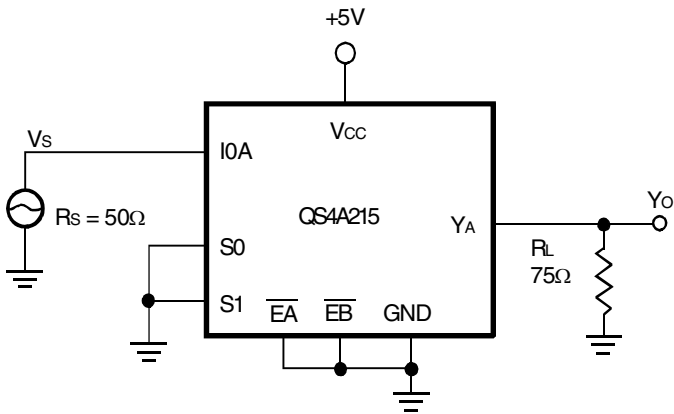 +5V
VCC
VS
I0A
RS = 50Ω
QS4A215
S0
S1
YA
YO
RL
75Ω
EA
EB
GND